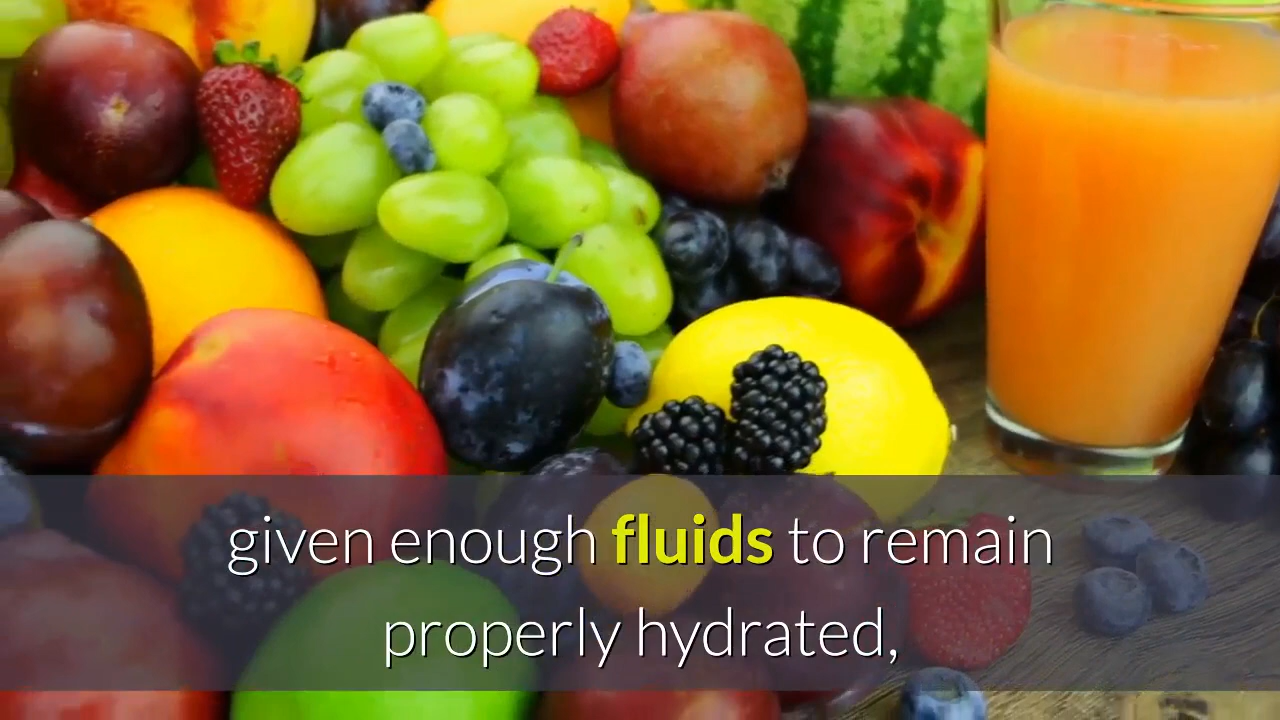 given enough fluids to remain
properly hydrated,